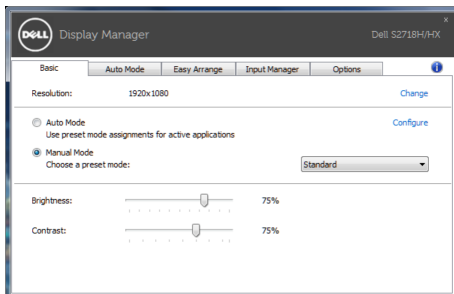 DELL Display Manager Dell S2718H/HX x
Basic Auto Mode Easy Arrange Input Manager Options i
Resolution: 1920x1080 Change
Auto Mode Configure
Use preset mode assignments for active applications
Manual Mode
Choose a preset mode: Standard
Brightness: 75%
Contrast: 75%